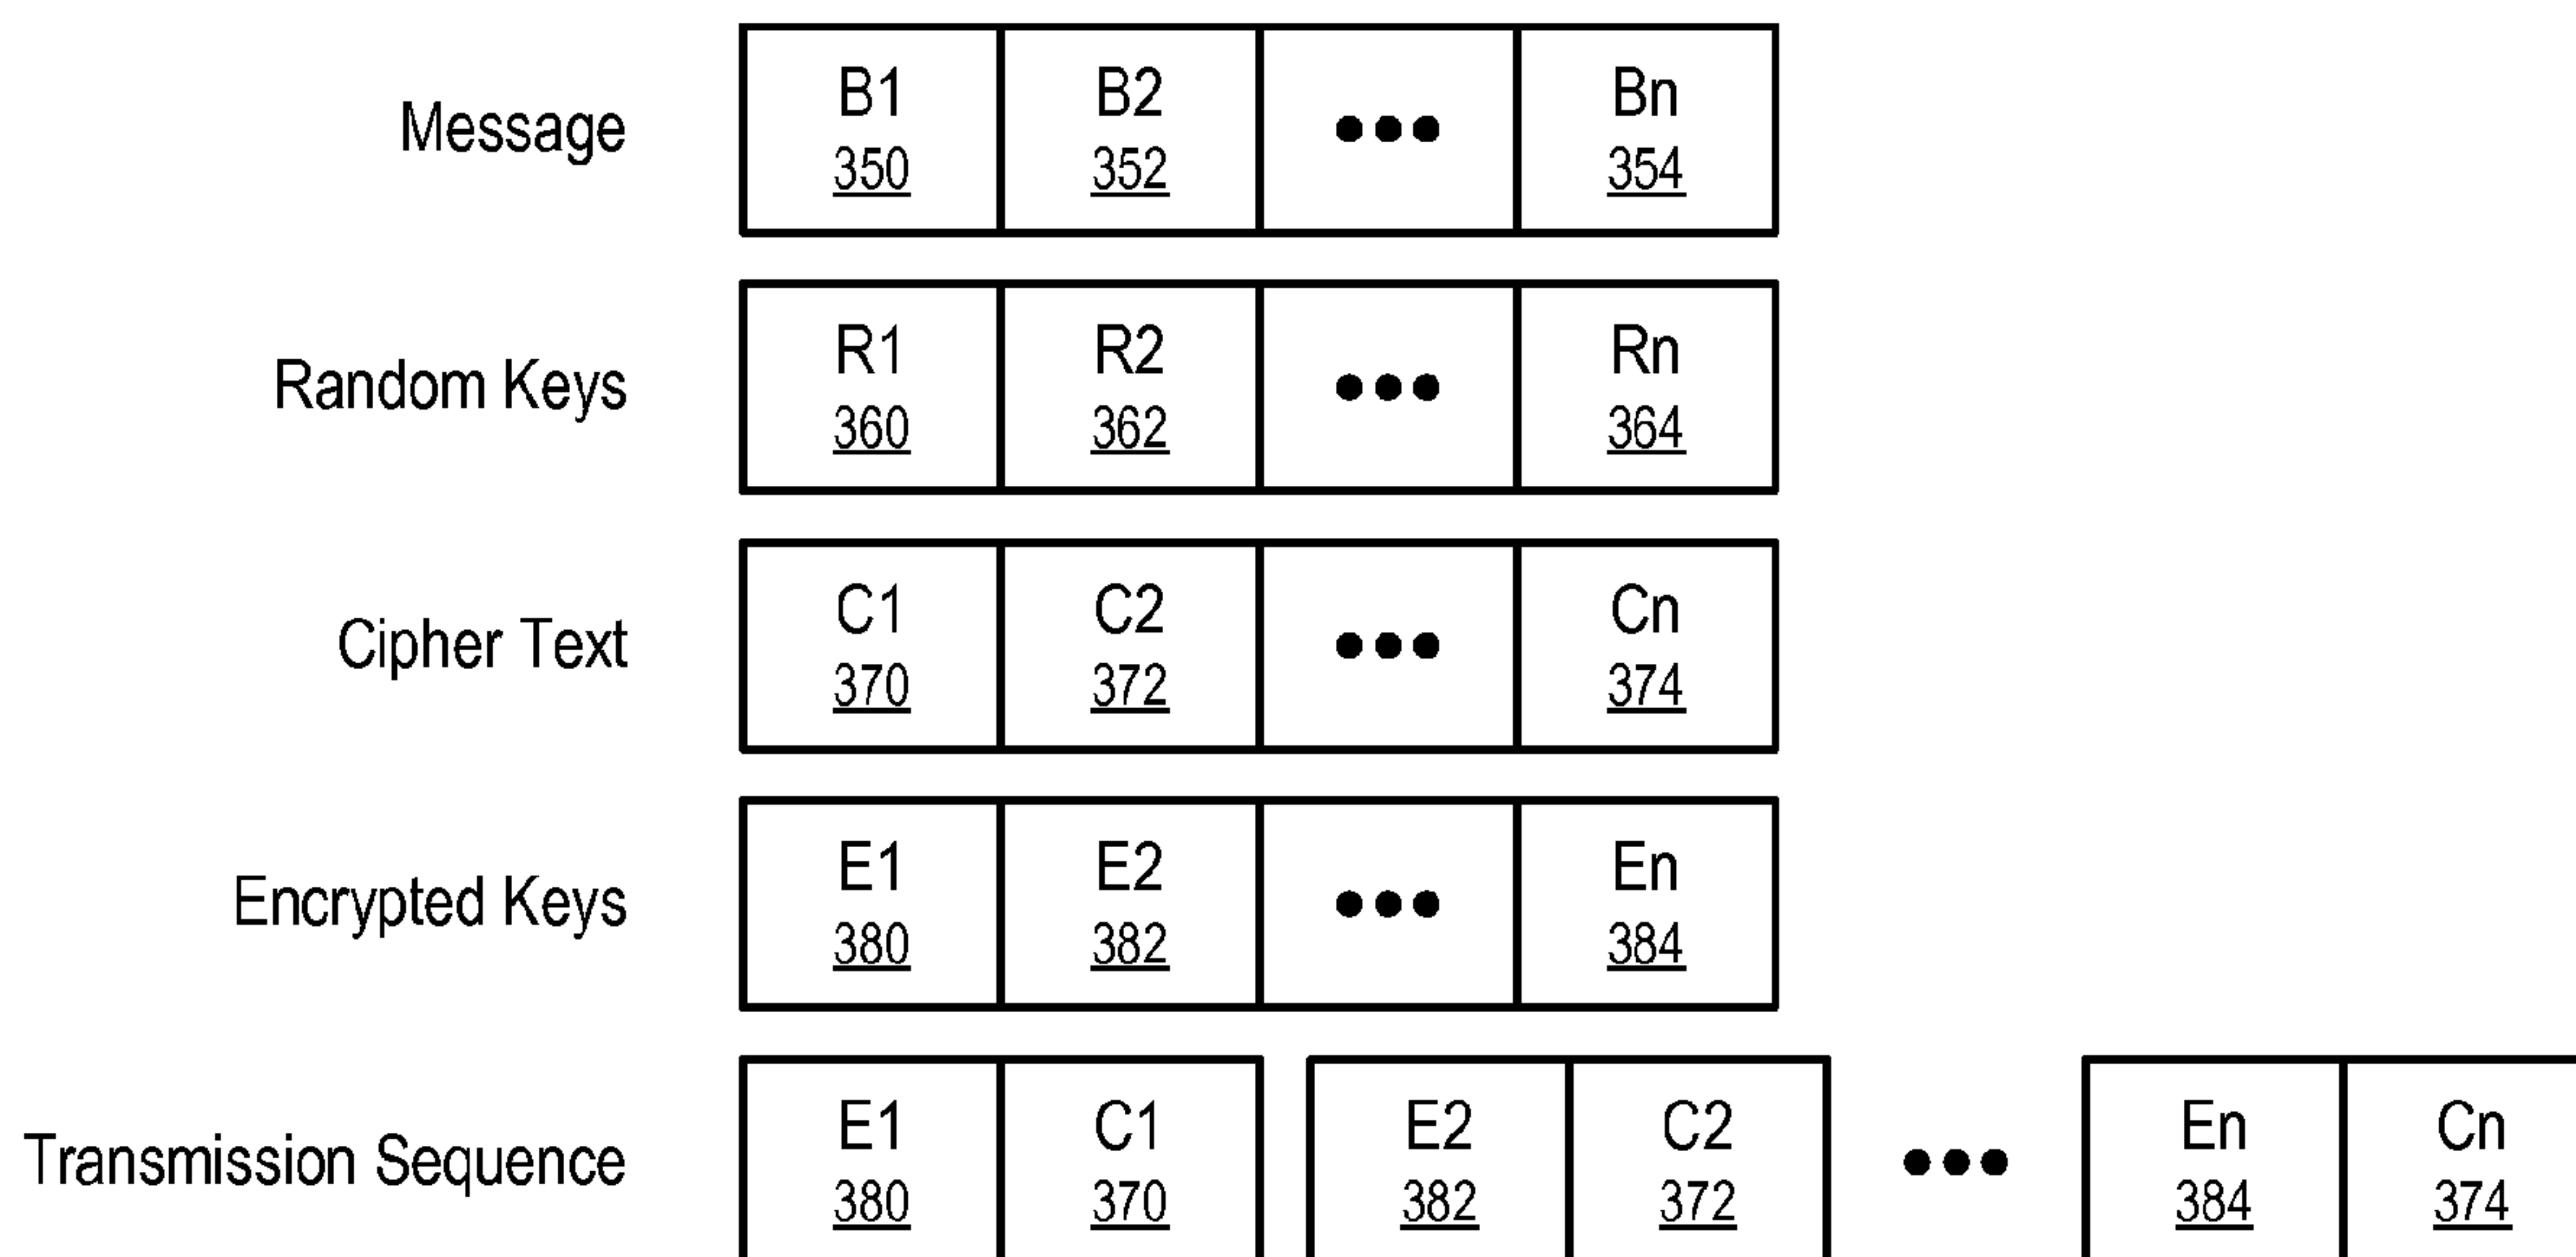 Message
B1 B2 ••• Bn
350 352 354
Random Keys
R1 R2 ••• Rn
360 362 364
Cipher Text
C1 C2 ••• Cn
370 372 374
Encrypted Keys
E1 E2 ••• En
380 382 384
Transmission Sequence
E1 C1 E2 C2 ••• En Cn
380 370 382 372 384 374